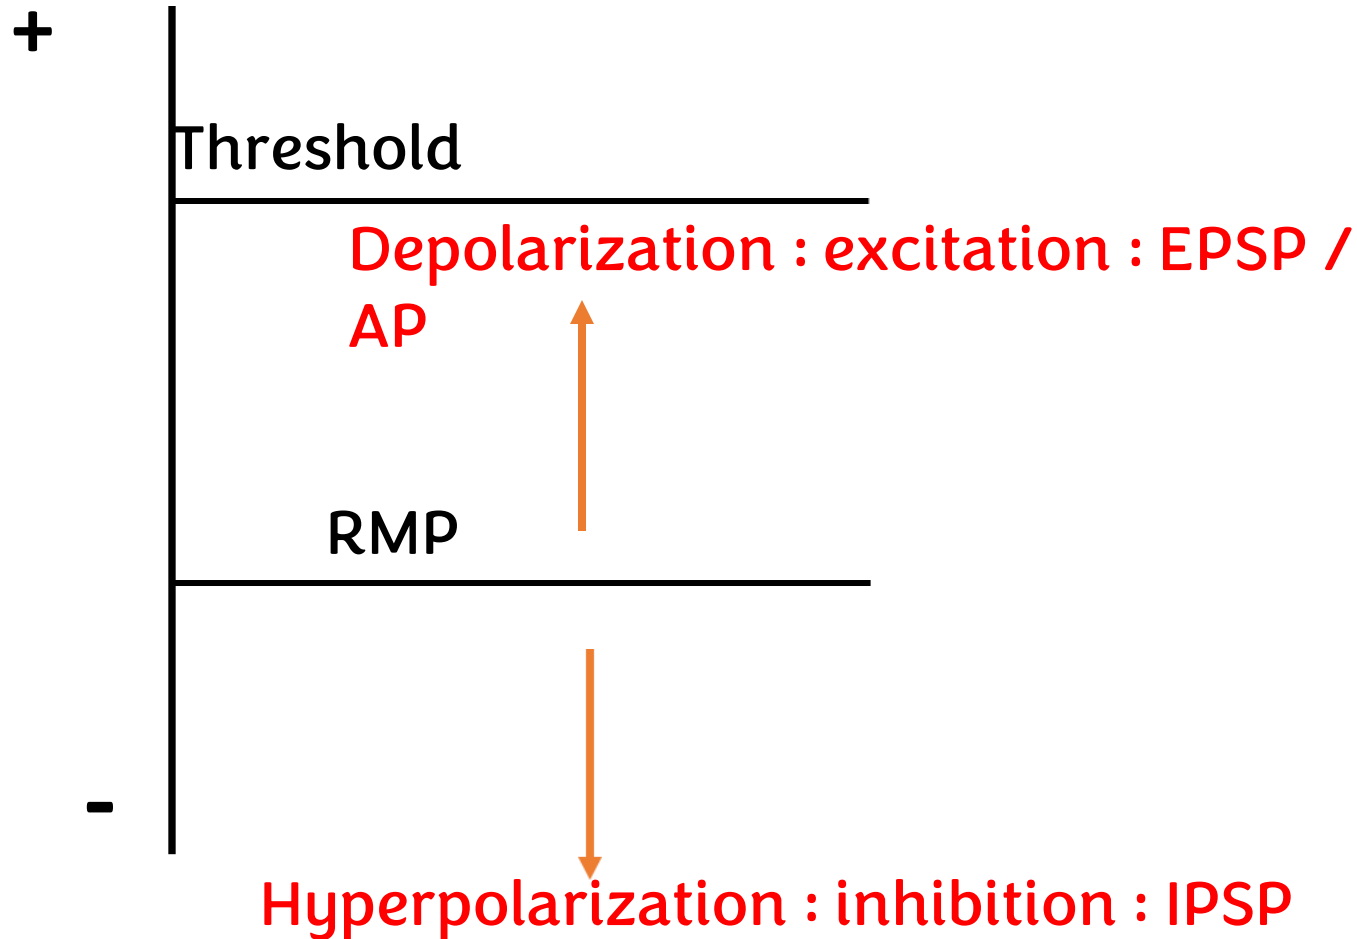 +
Threshold
Depolarization : excitation : EPSP /
AP
RMP
-
Hyperpolarization : inhibition : IPSP